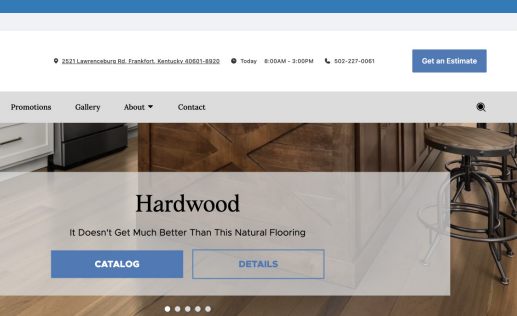 2521 Lawrenceburg Rd, Frankfort, Kentucky 40601-8920 Today 8:00AM - 3:00PM 502-227-0061 Get an Estimate
Promotions Gallery About Contact
Hardwood
It Doesn't Get Much Better Than This Natural Flooring
CATALOG DETAILS